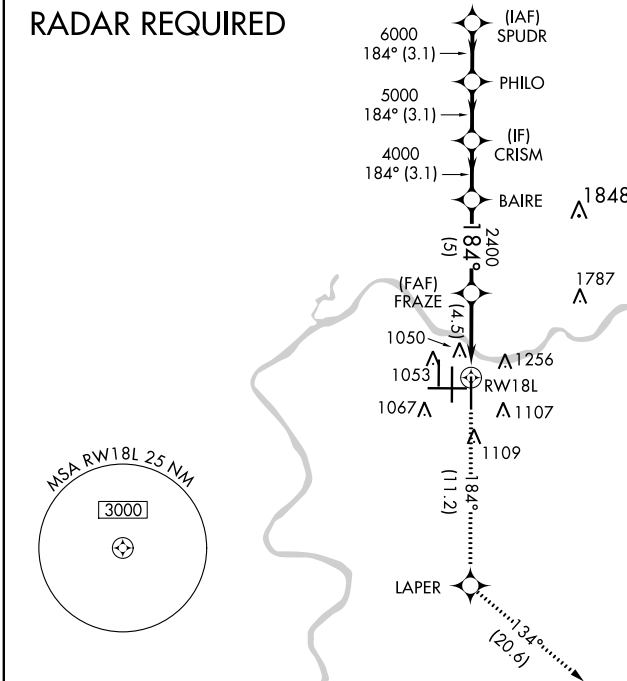 RADAR REQUIRED
(IAF)
SPUDR
6000
184° (3.1)
PHILO
5000
184° (3.1)
(IF)
CRISM
4000
184° (3.1)
BAIRE
1848
2400
184°
(5)
1787
(FAF)
FRAZE
(4.5)
1050
1053
1256
RW18L
1067
1107
1109
184°
(11.2)
MSA RW18L 25 NM
3000
LAPER
134°
(20.6)